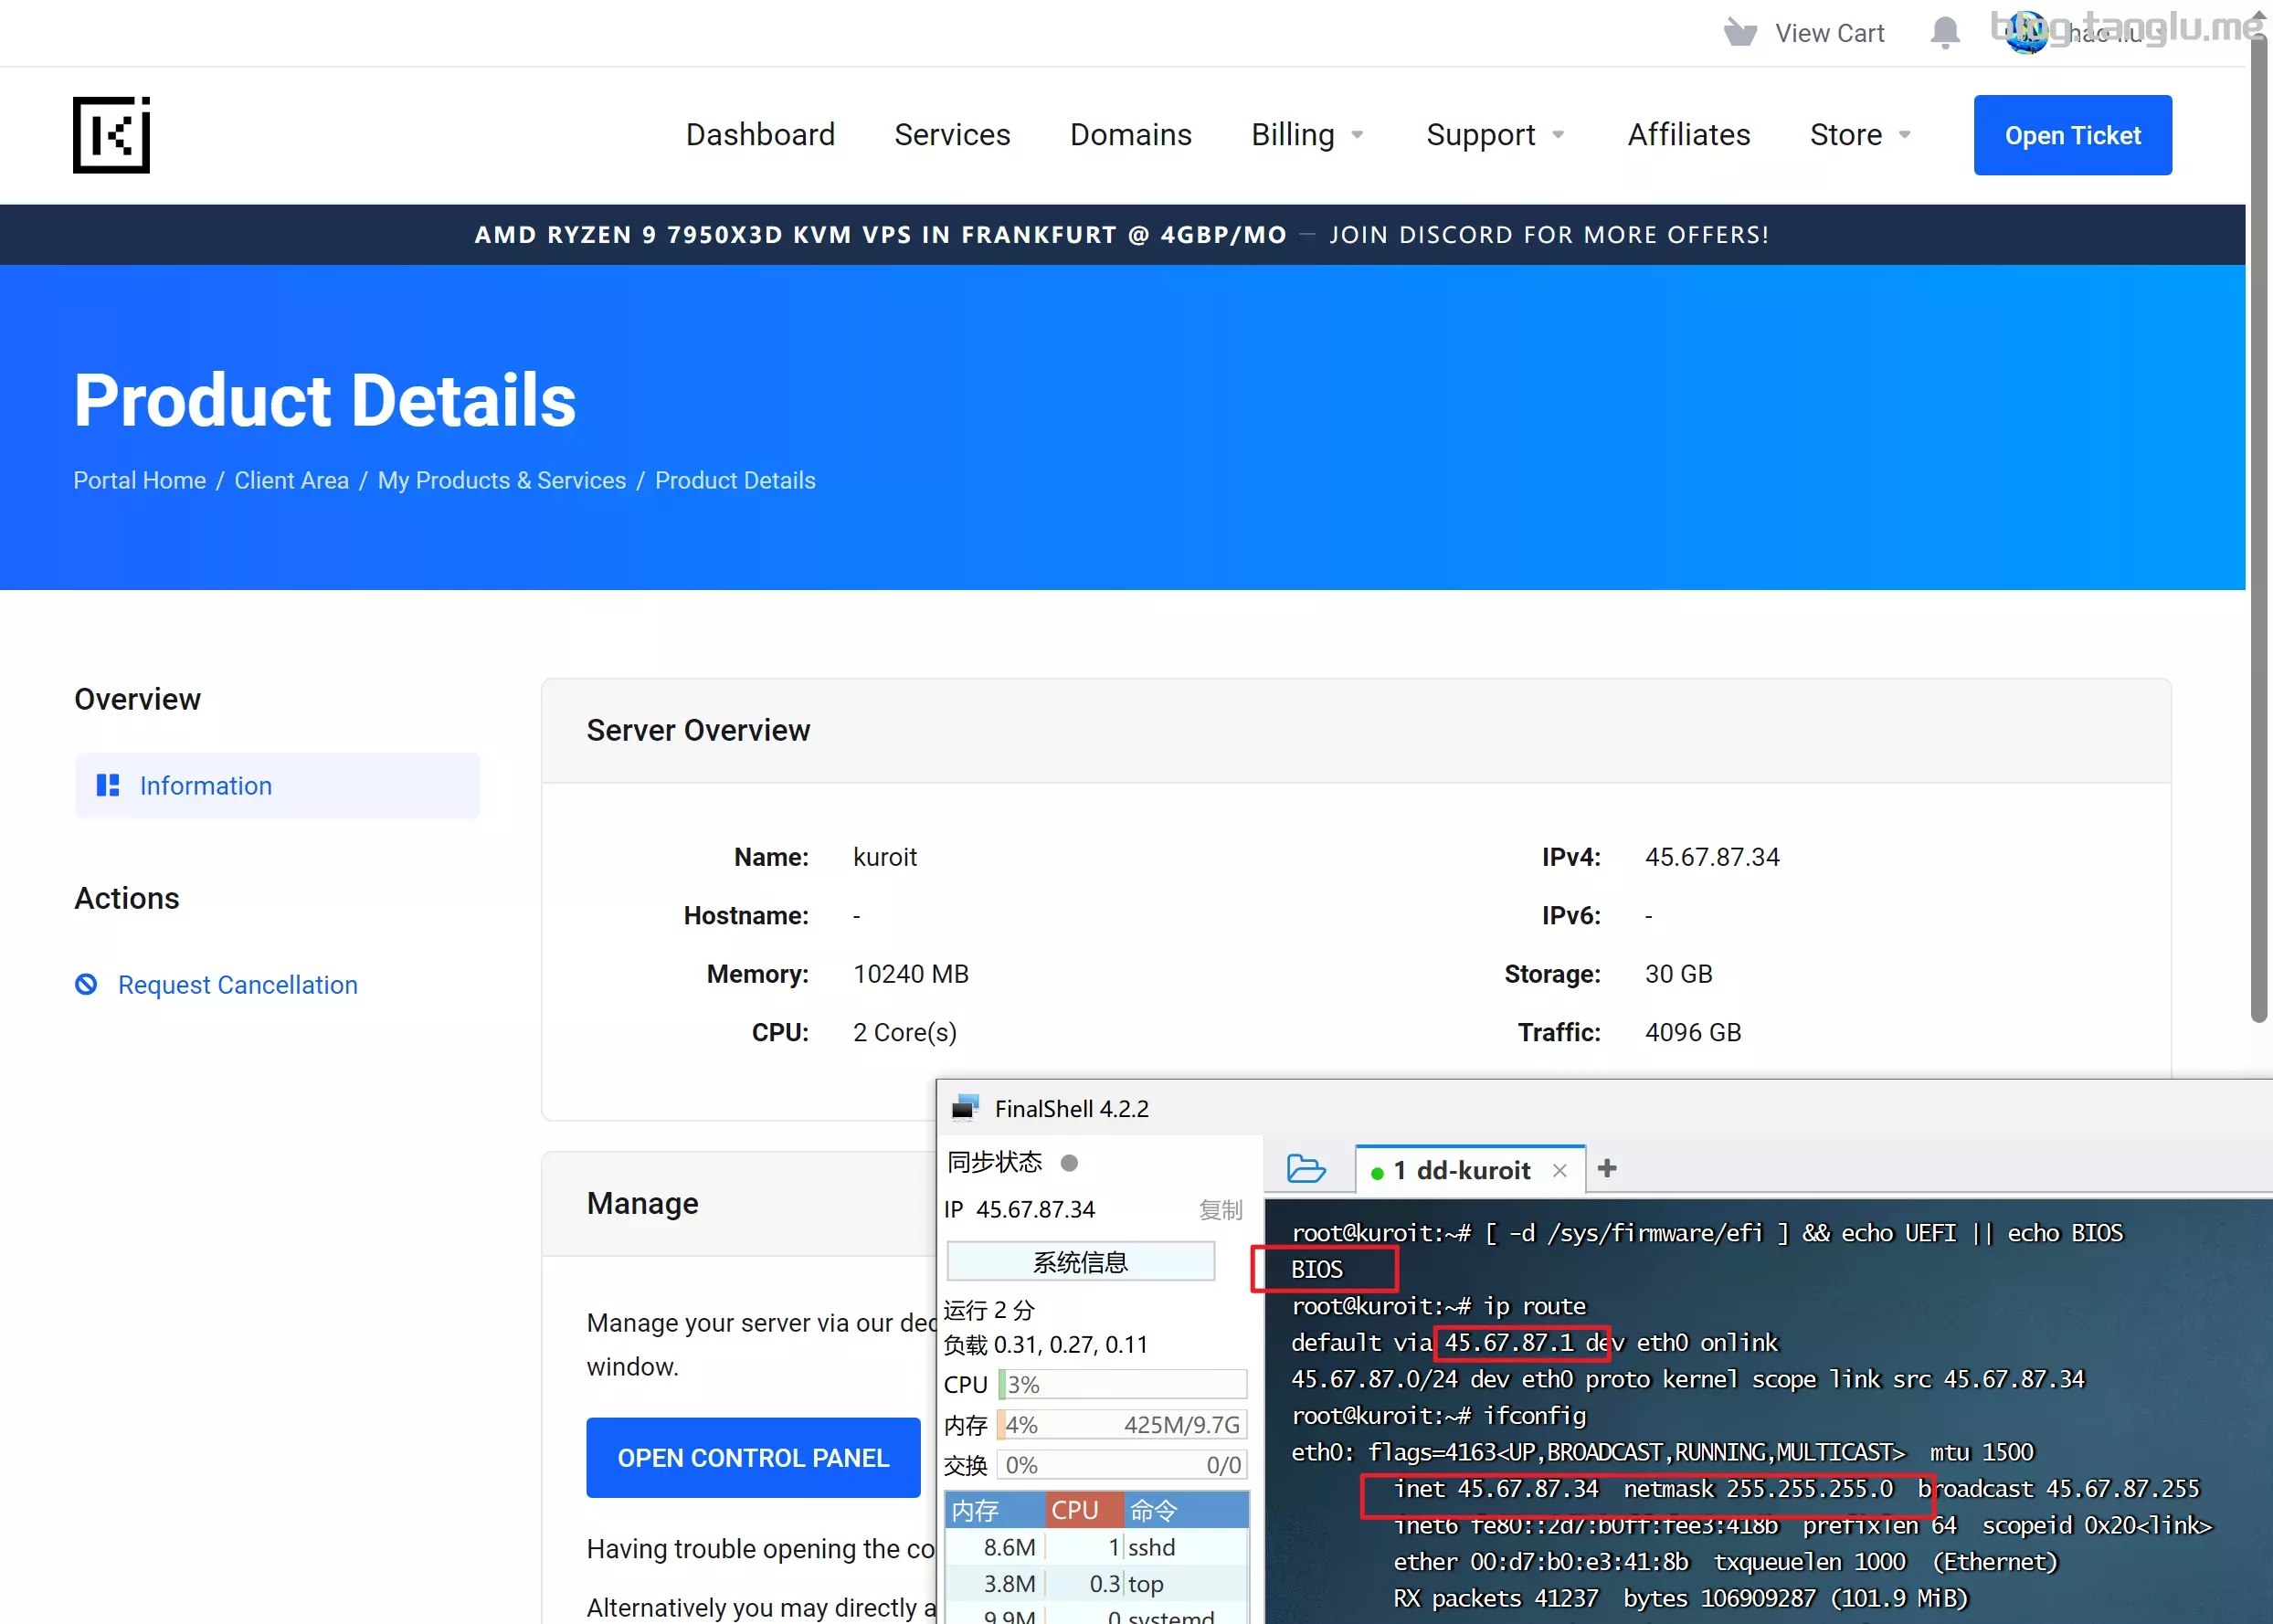 View Cart
blog.tanglu.me
Dashboard Services Domains Billing Support Affiliates Store Open Ticket
AMD RYZEN 9 7950X3D KVM VPS IN FRANKFURT @ 4GBP/MO — JOIN DISCORD FOR MORE OFFERS!
Product Details
Portal Home / Client Area / My Products & Services / Product Details
Overview
Information
Actions
Request Cancellation
Server Overview
Name: kuroit
IPv4: 45.67.87.34
Hostname: -
IPv6: -
Memory: 10240 MB
Storage: 30 GB
CPU: 2 Core(s)
Traffic: 4096 GB
Manage
Manage your server via our
window.
OPEN CONTROL PANEL
Having trouble opening the
Alternatively you may directly
FinalShell 4.2.2
同步状态
IP 45.67.87.34 复制
系统信息
运行 2 分
负载 0.31, 0.27, 0.11
CPU 3%
内存 4% 425M/9.7G
交换 0% 0/0
内存 CPU 命令
8.6M 1 sshd
3.8M 0.3 top
9.9M 0 systemd
1 dd-kuroit
root@kuroit:~# [ -d /sys/firmware/efi ] && echo UEFI || echo BIOS
BIOS
root@kuroit:~# ip route
default via 45.67.87.1 dev eth0 onlink
45.67.87.0/24 dev eth0 proto kernel scope link src 45.67.87.34
root@kuroit:~# ifconfig
eth0: flags=4163<UP,BROADCAST,RUNNING,MULTICAST> mtu 1500
inet 45.67.87.34 netmask 255.255.255.0 broadcast 45.67.87.255
inet6 fe80::2d7:b0ff:fee3:418b prefixlen 64 scopeid 0x20<link>
ether 00:d7:b0:e3:41:8b txqueuelen 1000 (Ethernet)
RX packets 41237 bytes 106909287 (101.9 MiB)